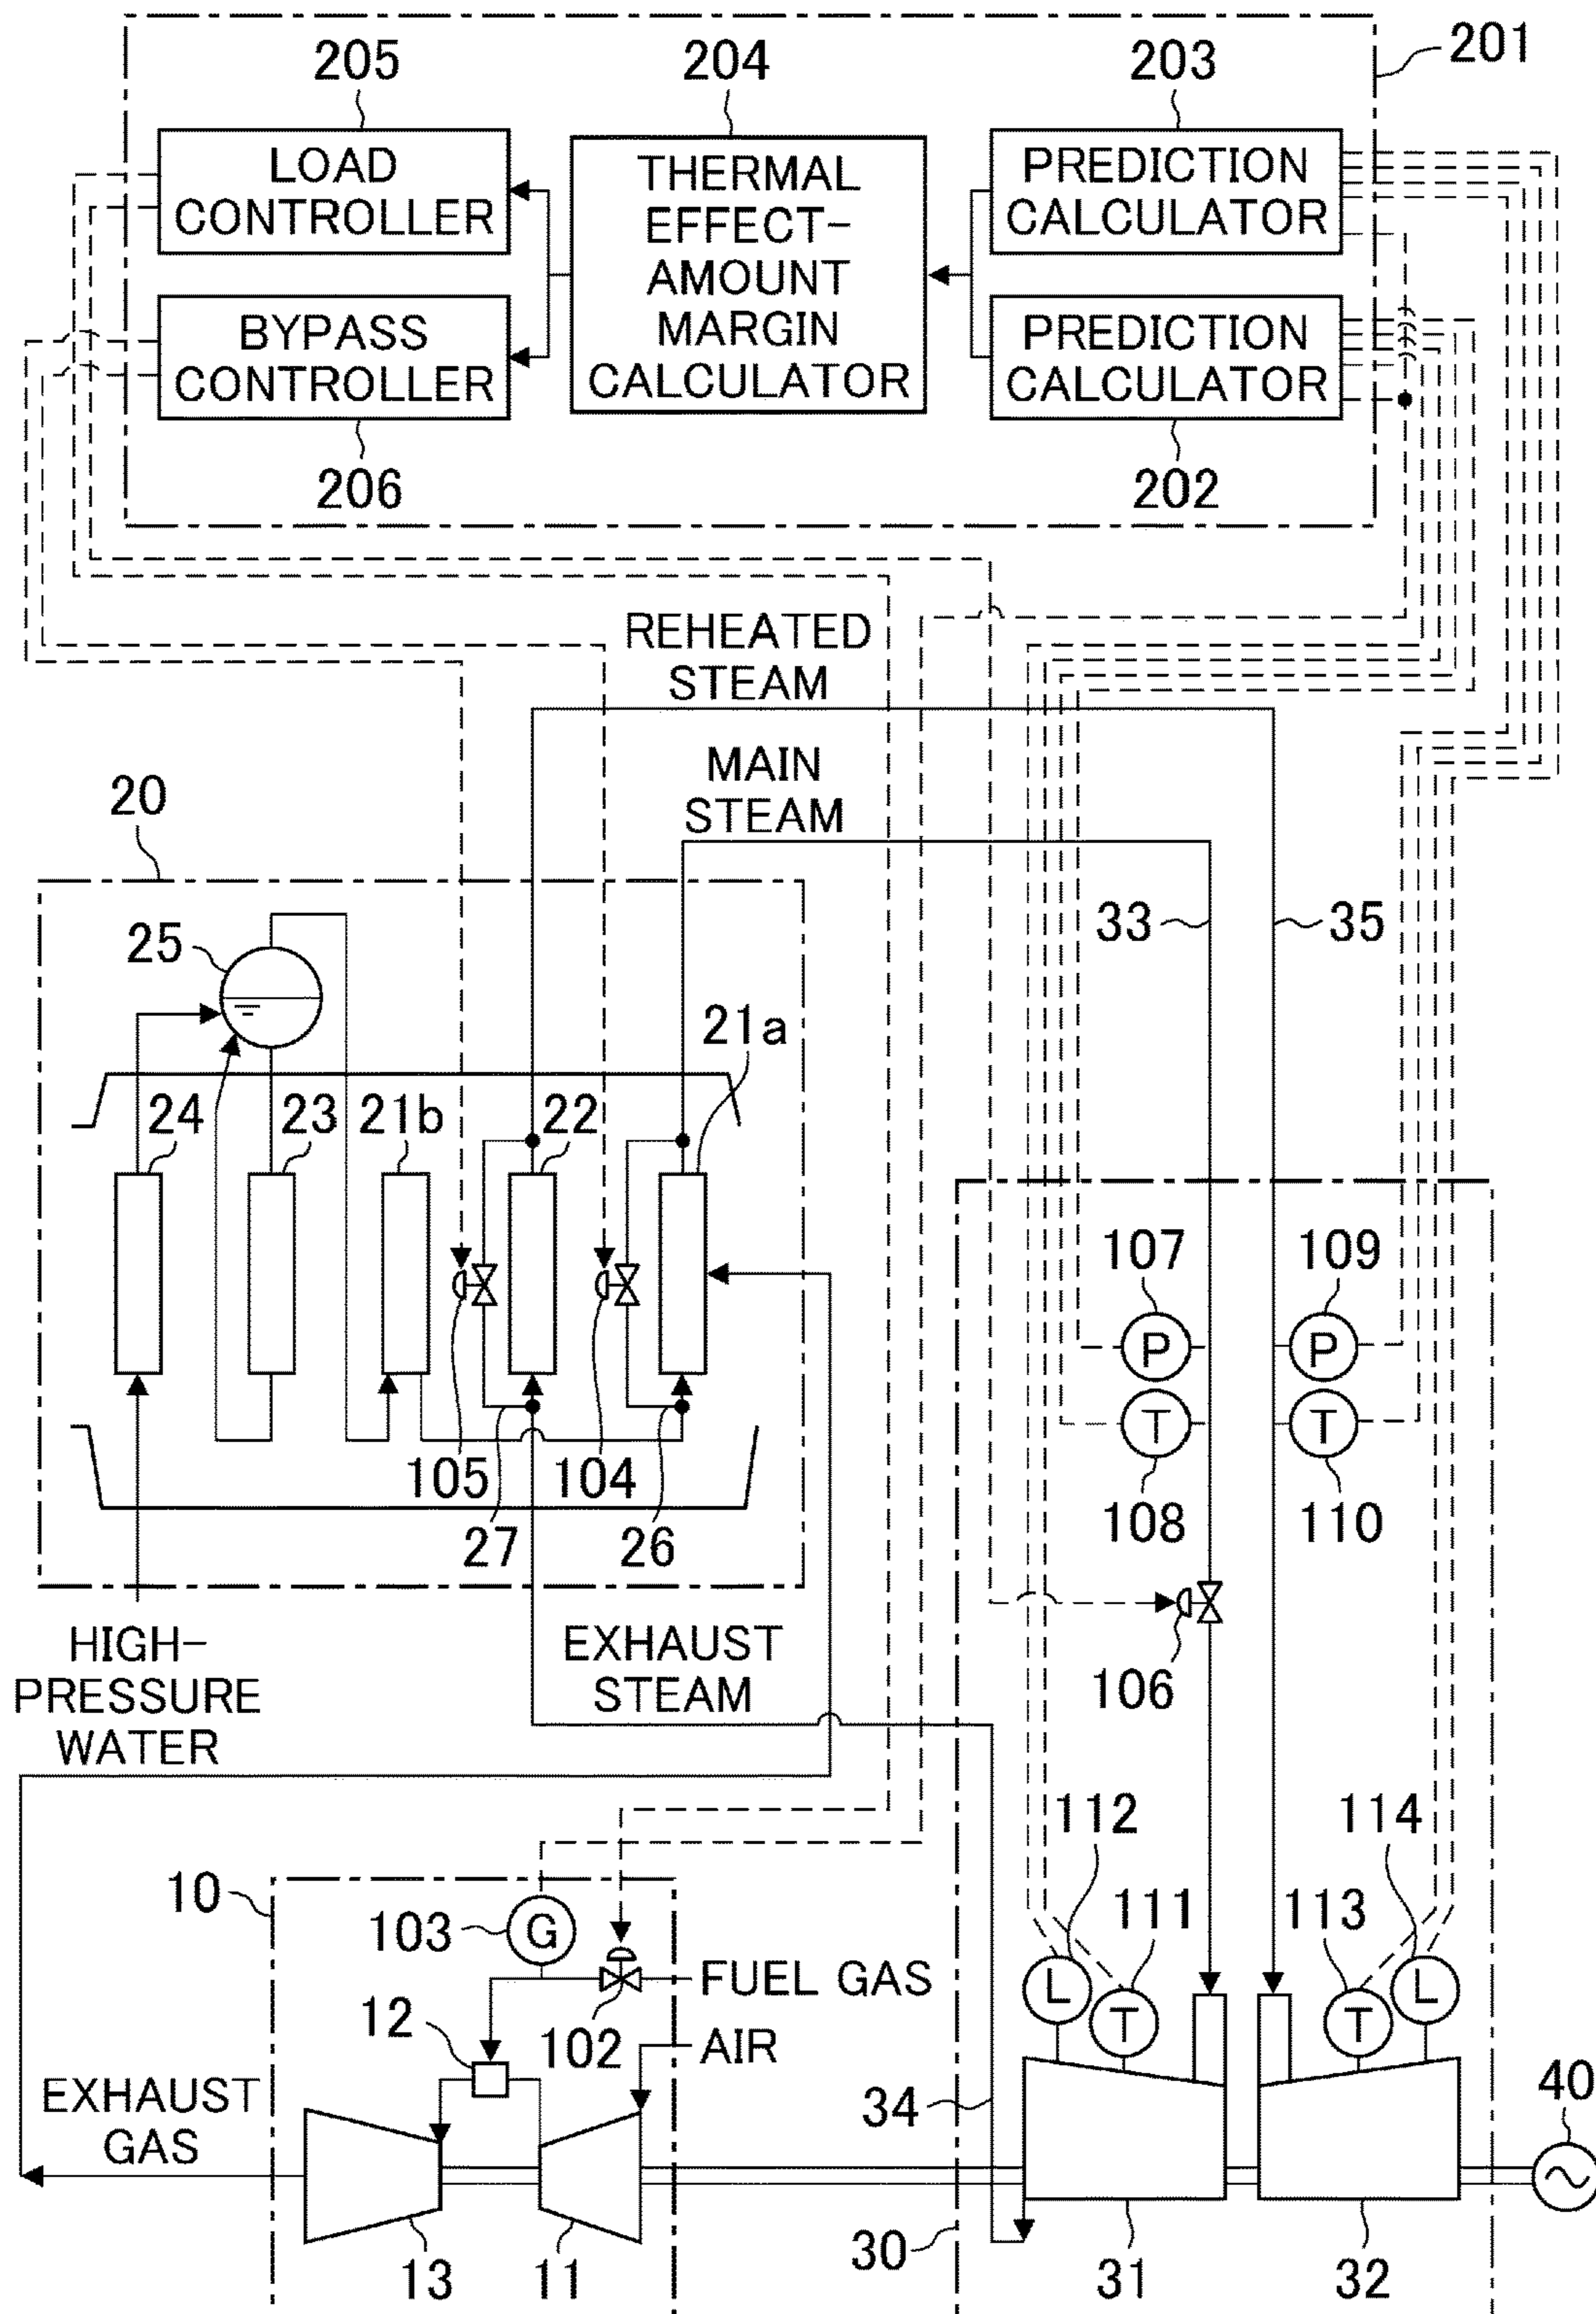 201
205
204
203
LOAD
CONTROLLER
THERMAL
EFFECT-
AMOUNT
MARGIN
CALCULATOR
PREDICTION
CALCULATOR
BYPASS
CONTROLLER
PREDICTION
CALCULATOR
206
202
REHEATED
STEAM
MAIN
STEAM
20
33
35
25
21a
24
23
21b
22
107
109
P
P
T
T
105
104
108
110
27
26
HIGH-
PRESSURE
WATER
EXHAUST
STEAM
106
112
114
10
103
G
111
113
L
T
T
L
FUEL GAS
12
102
AIR
EXHAUST
GAS
34
40
13
11
30
31
32